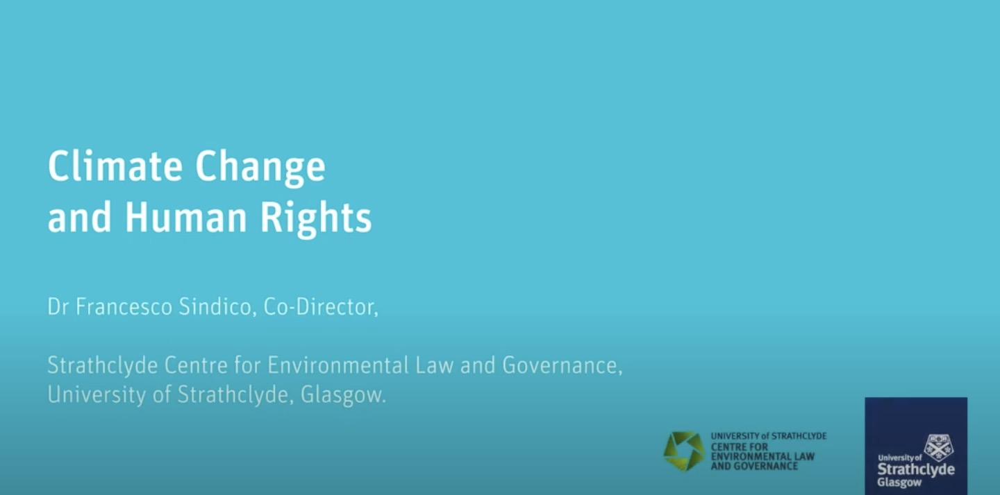 Climate Change
and Human Rights
Dr Francesco Sindico, Co-Director,
Strathclyde Centre for Environmental Law and Governance,
University of Strathclyde, Glasgow.
UNIVERSITY of STRATHCLYDE
CENTRE FOR
ENVIRONMENTAL LAW
AND GOVERNANCE
University of
Strathclyde
Glasgow